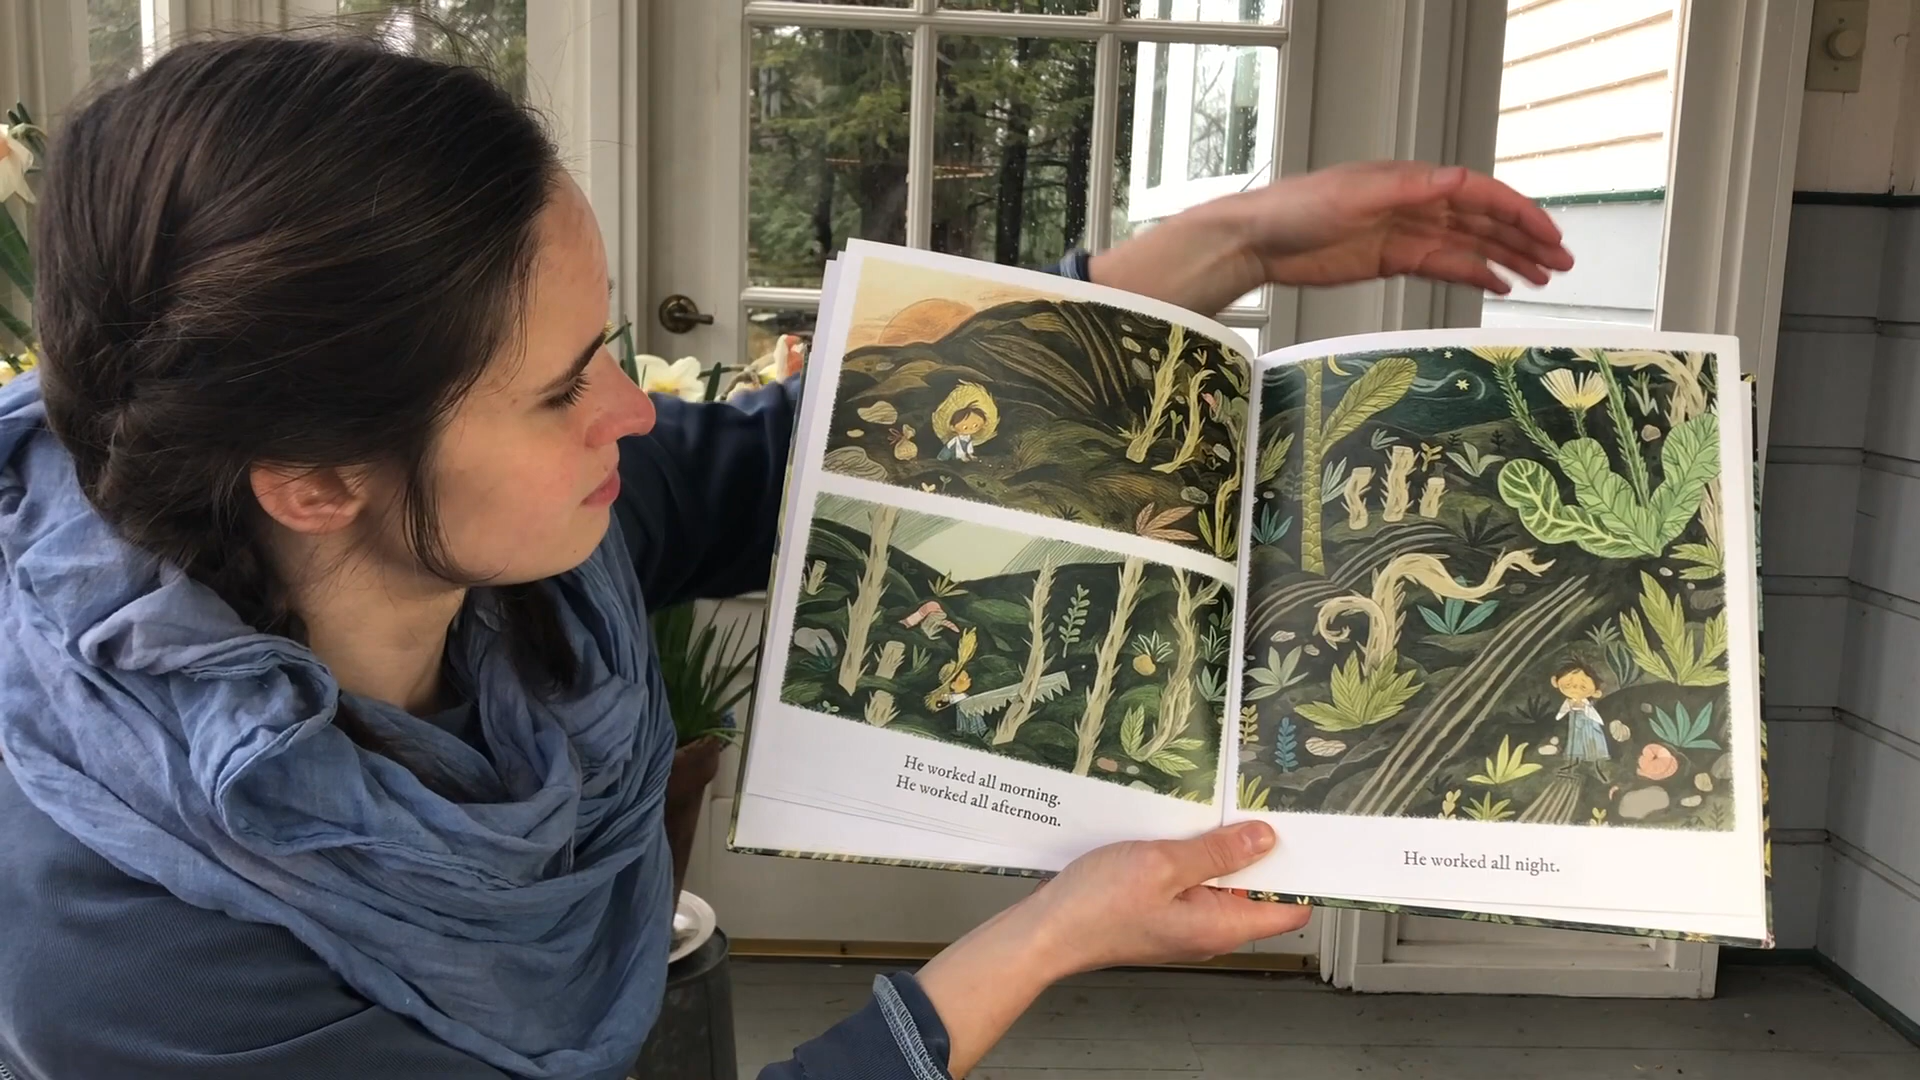 He worked all morning.
He worked all afternoon.
He worked all night.